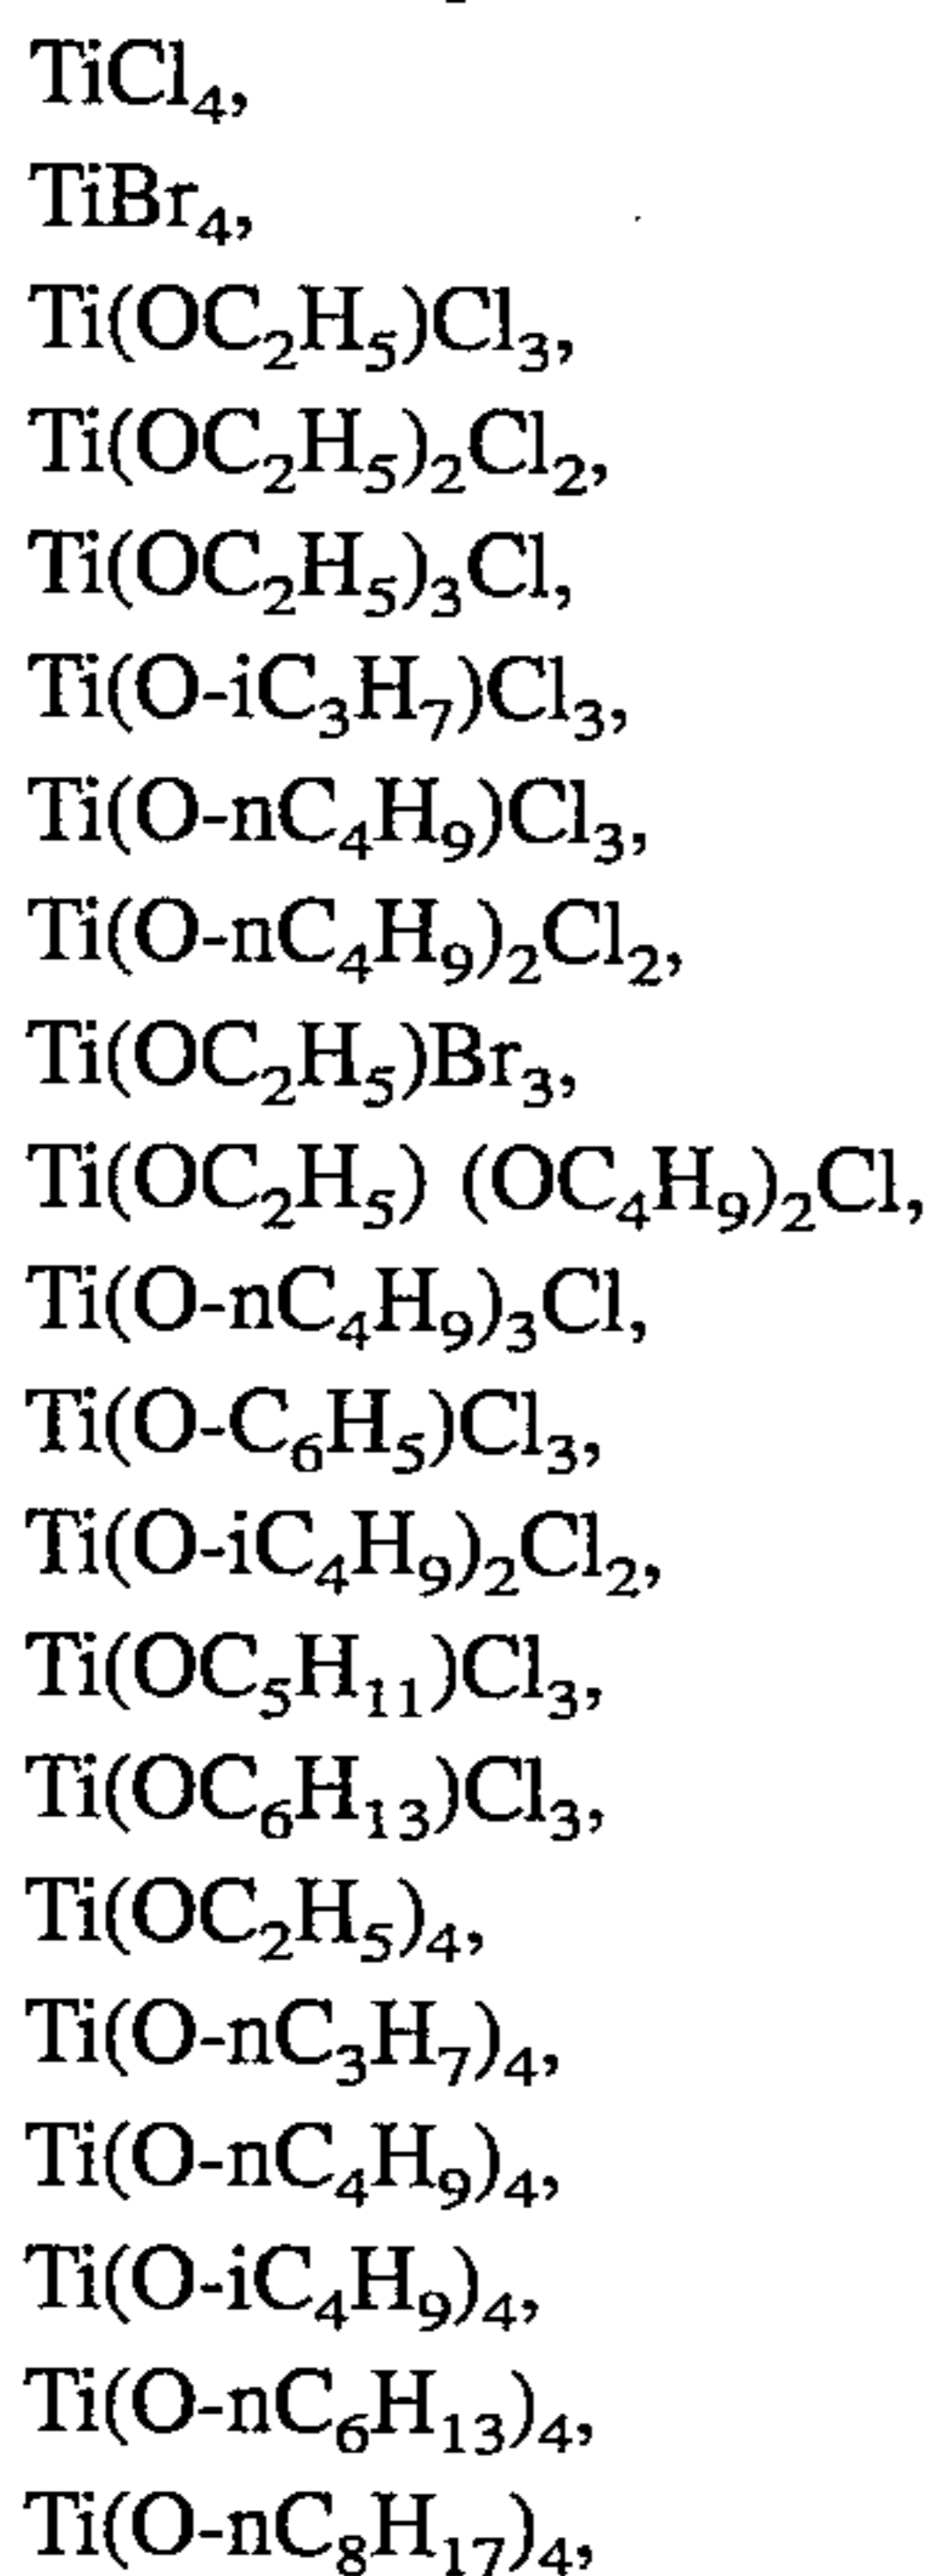 TiCl₄,
TiBr₄,
Ti(OC₂H₅)Cl₃,
Ti(OC₂H₅)₂Cl₂,
Ti(OC₂H₅)₃Cl,
Ti(O-iC₃H₇)Cl₃,
Ti(O-nC₄H₉)Cl₃,
Ti(O-nC₄H₉)₂Cl₂,
Ti(OC₂H₅)Br₃,
Ti(OC₂H₅) (OC₄H₉)₂Cl,
Ti(O-nC₄H₉)₃Cl,
Ti(O-C₆H₅)Cl₃,
Ti(O-iC₄H₉)₂Cl₂,
Ti(OC₅H₁₁)Cl₃,
Ti(OC₆H₁₃)Cl₃,
Ti(OC₂H₅)₄,
Ti(O-nC₃H₇)₄,
Ti(O-nC₄H₉)₄,
Ti(O-iC₄H₉)₄,
Ti(O-nC₆H₁₃)₄,
Ti(O-nC₈H₁₇)₄,